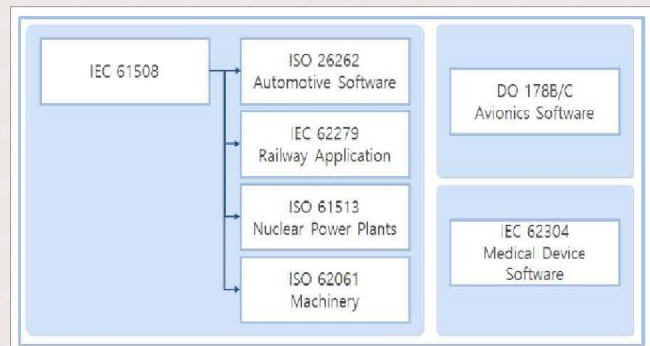 IEC 61508
ISO 26262
Automotive Software
IEC 62279
Railway Application
ISO 61513
Nuclear Power Plants
ISO 62061
Machinery
DO 178B/C
Avionics Software
IEC 62304
Medical Device
Software